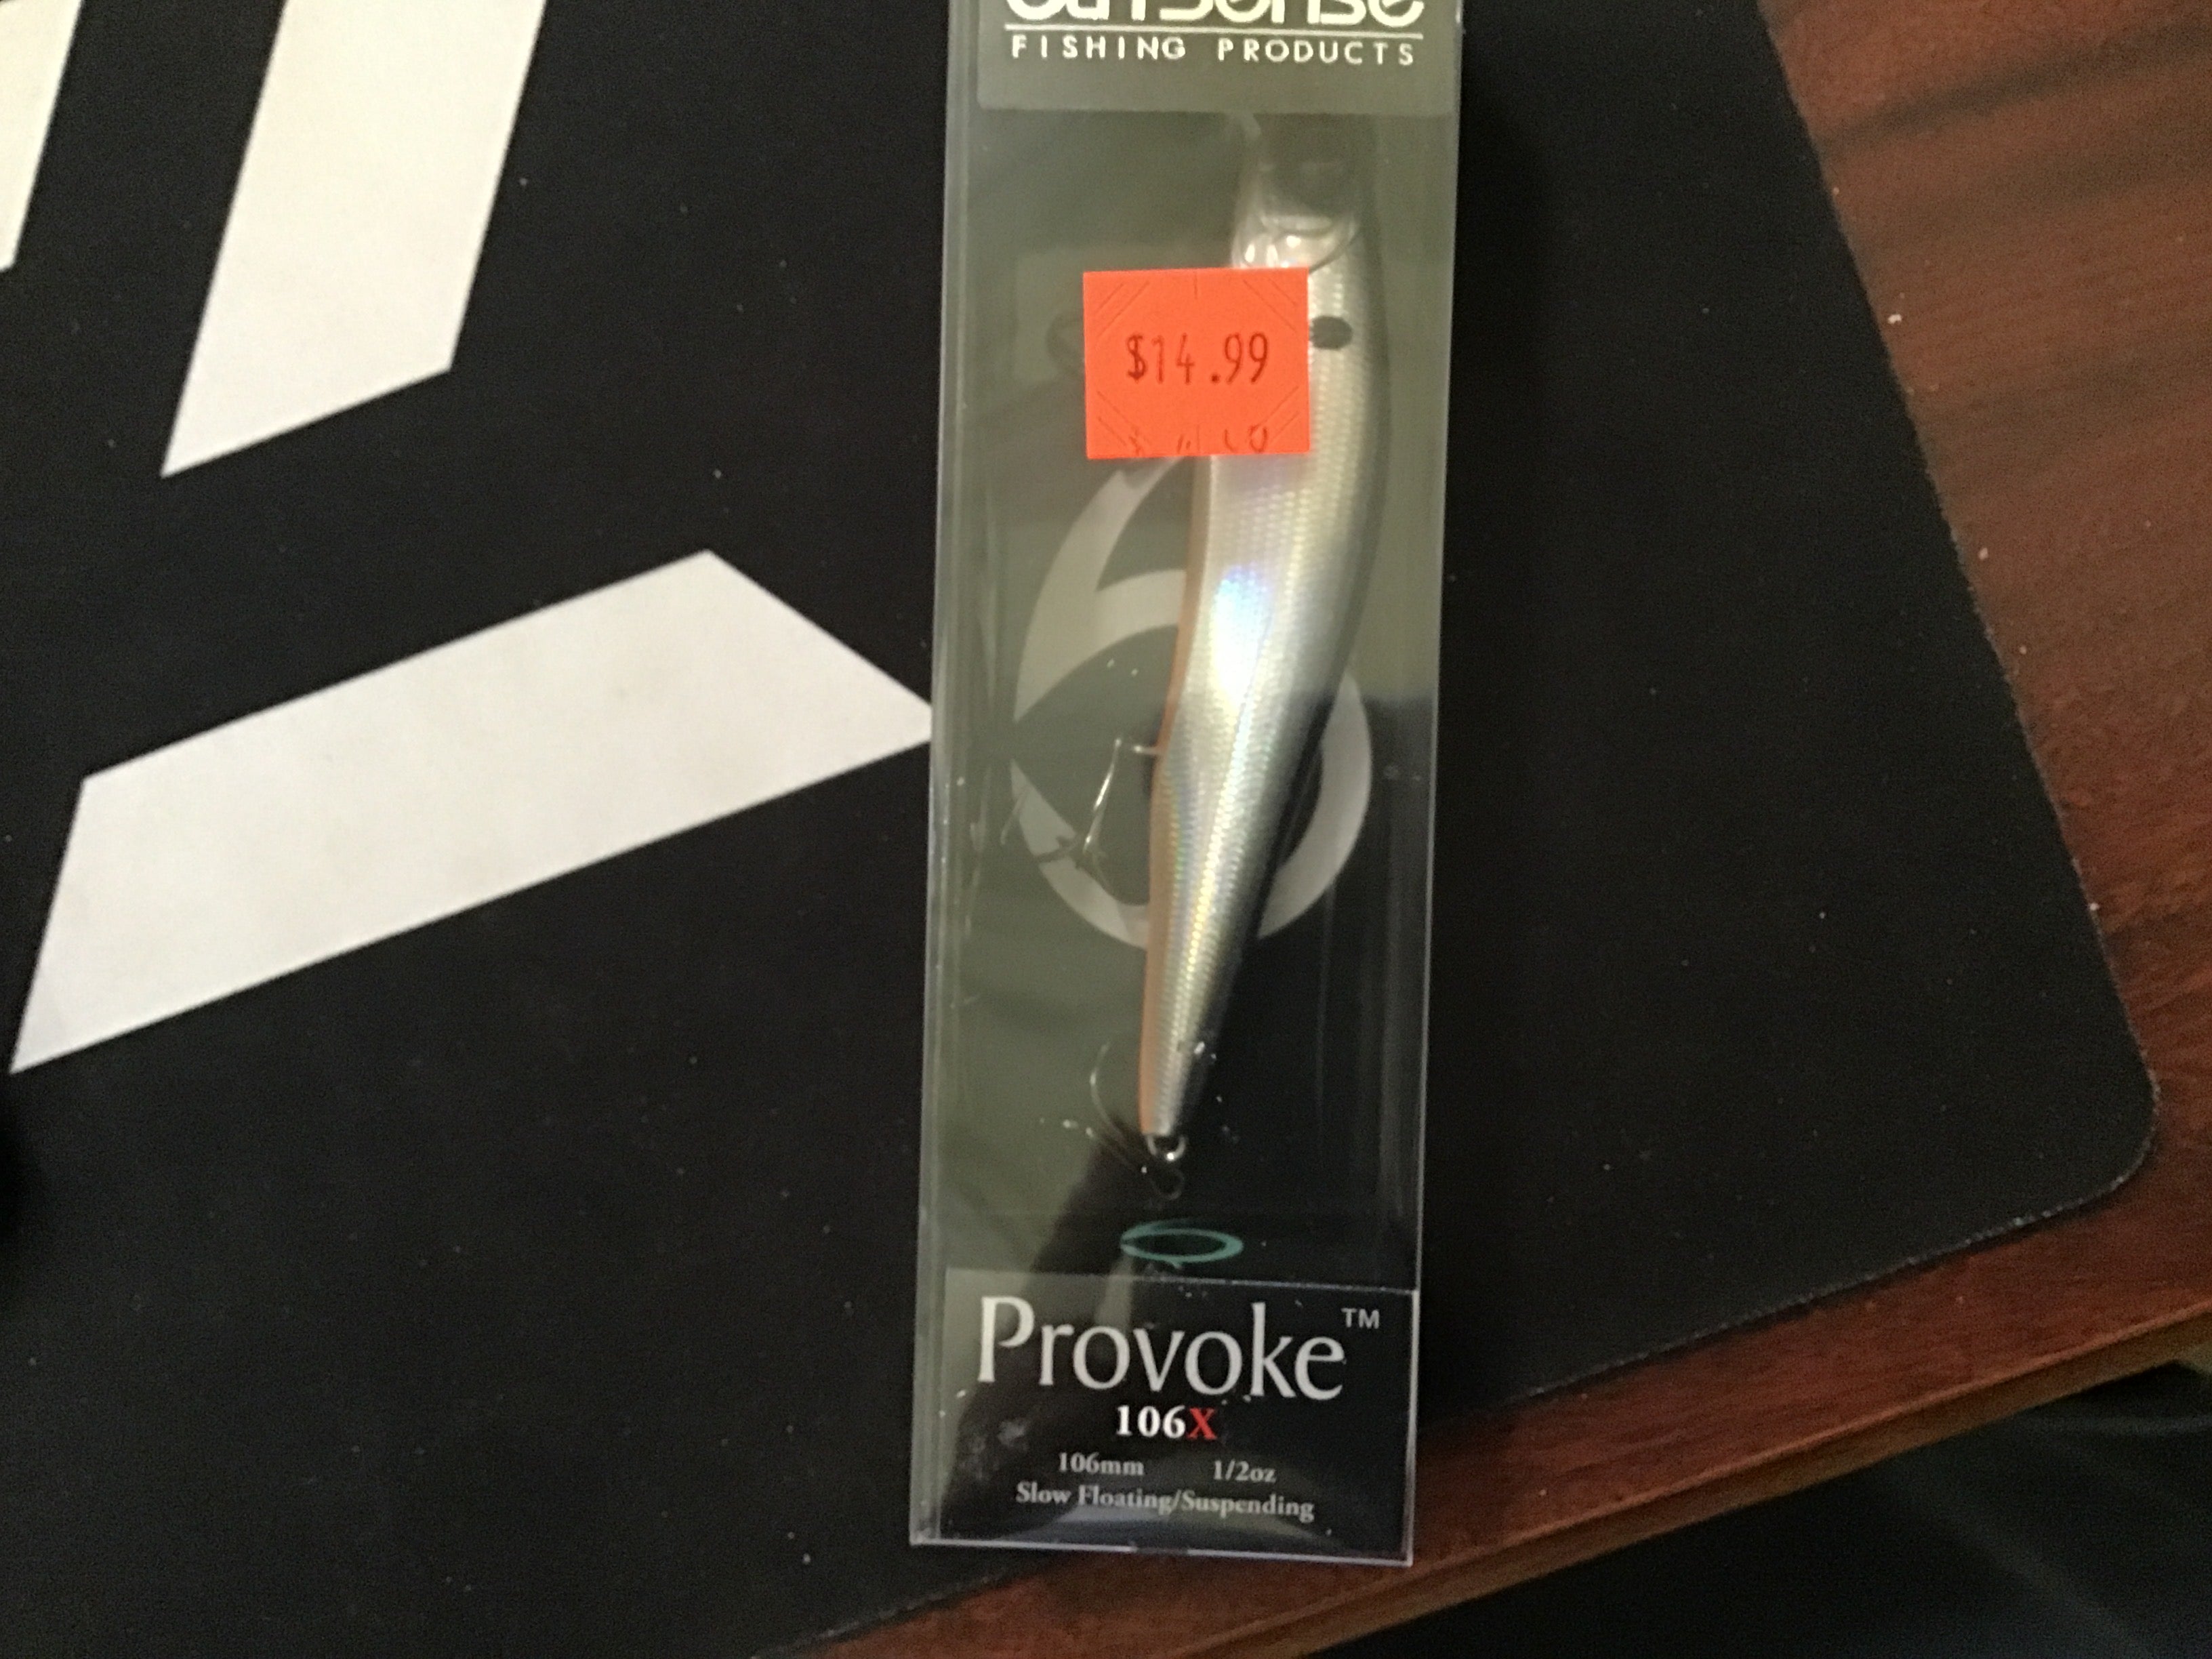 FISHING PRODUCTS
$14.99
Provoke™
106X
106mm 1/2oz
Slow Floating/Suspending